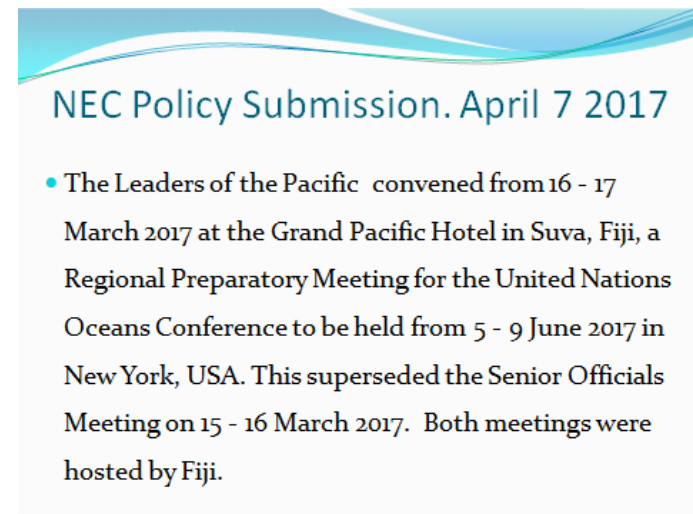 NEC Policy Submission. April 7 2017
• The Leaders of the Pacific convened from 16 - 17
March 2017 at the Grand Pacific Hotel in Suva, Fiji, a
Regional Preparatory Meeting for the United Nations
Oceans Conference to be held from 5 - 9 June 2017 in
New York, USA. This superseded the Senior Officials
Meeting on 15 - 16 March 2017. Both meetings were
hosted by Fiji.